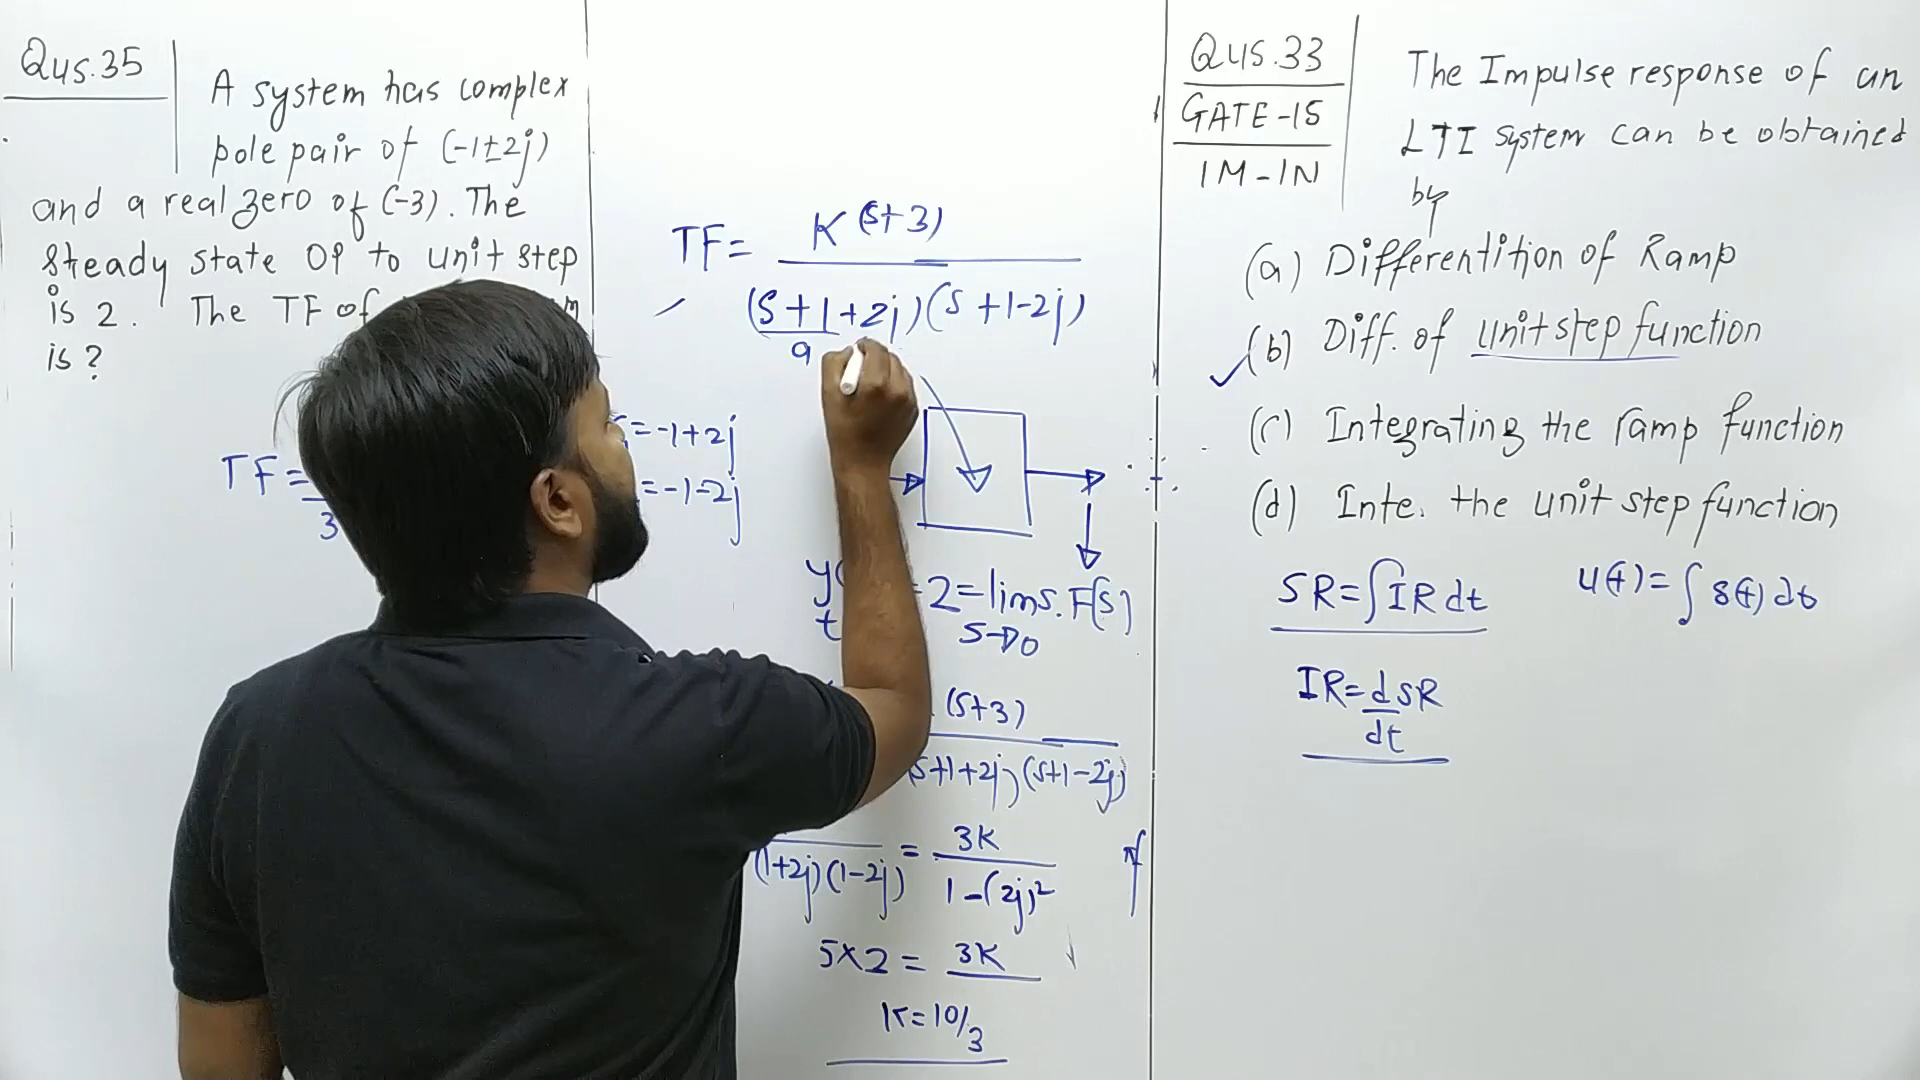 Qus.35
A system has complex
pole pair of (-1±2j)
and a real zero of (-3). The
steady state OP to unit step
is 2. The TF of
is?
TF=
3
=-1+2j
=-1-2j
TF= K(s+3)
(s+1+2j)(s+1-2j)
a
=2=lim s.F(s)
t
s→0
(s+3)
(s+1+2j)(s+1-2j)
= 3K
(1+2j)(1-2j)
1-(2j)²
5×2 = 3K
K=10/3
Qus.33
GATE-15
1M-IN
The Impulse response of an
LTI system can be obtained
by
(a) Differentition of Ramp
(b) Diff. of unit step function
(c) Integrating the ramp function
(d) Inte. the unit step function
SR=∫IR dt
u(t)=∫δ(t) dt
IR=d SR
dt